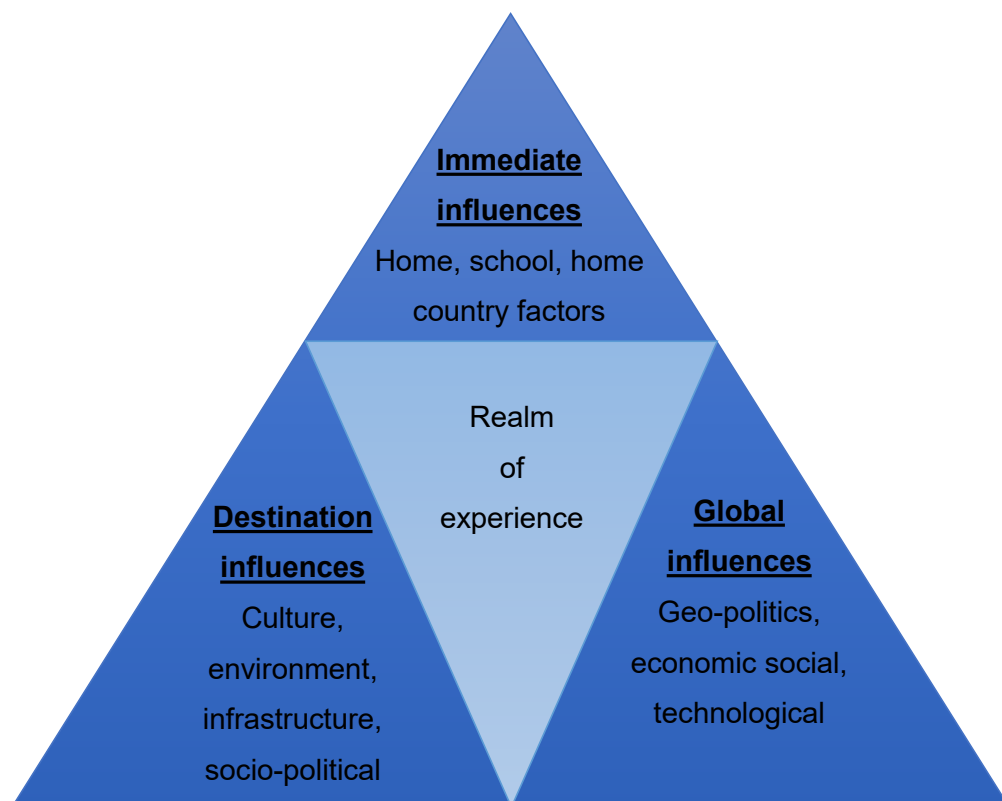 Immediate
influences
Home, school, home
country factors
Realm
of
experience
Destination
influences
Culture,
environment,
infrastructure,
socio-political
Global
influences
Geo-politics,
economic social,
technological